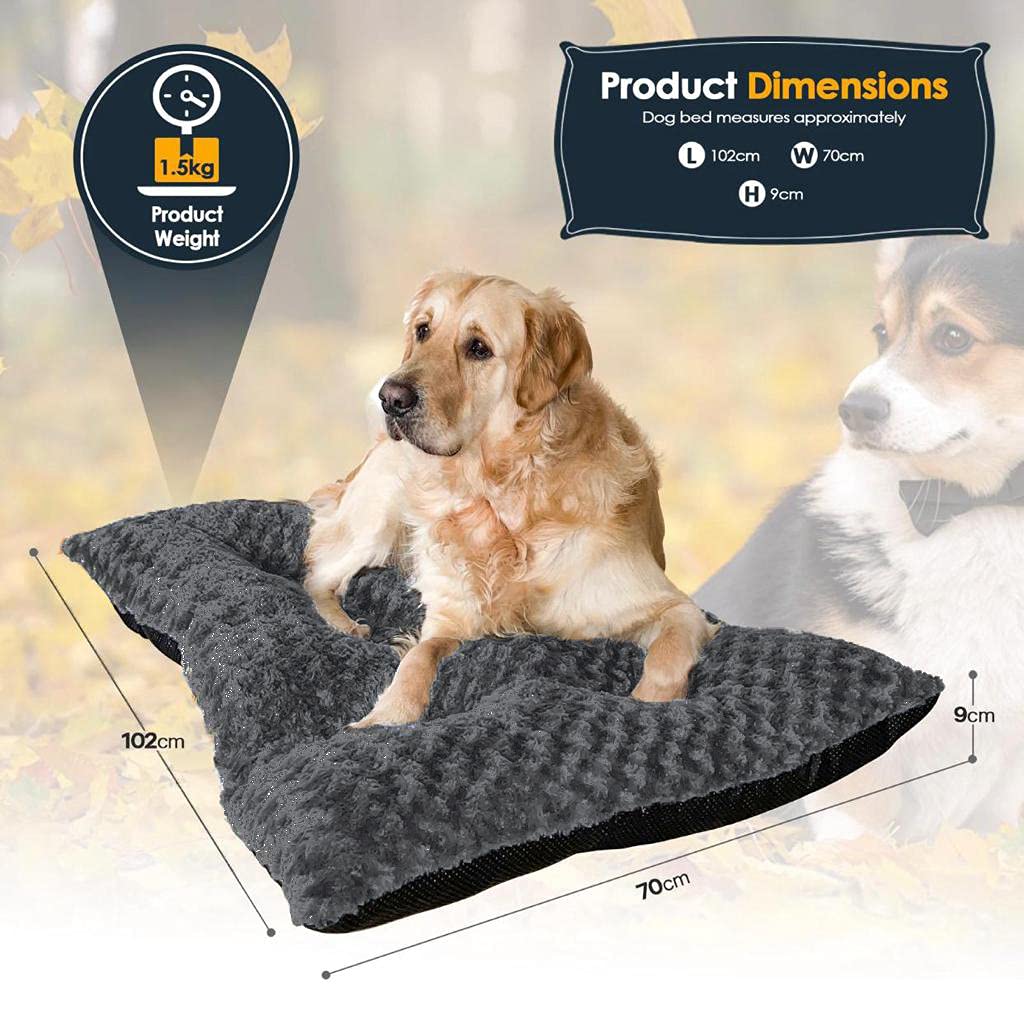 1.5kg
Product
Weight
Product Dimensions
Dog bed measures approximately
L 102cm W 70cm
H 9cm
102cm
9cm
70cm